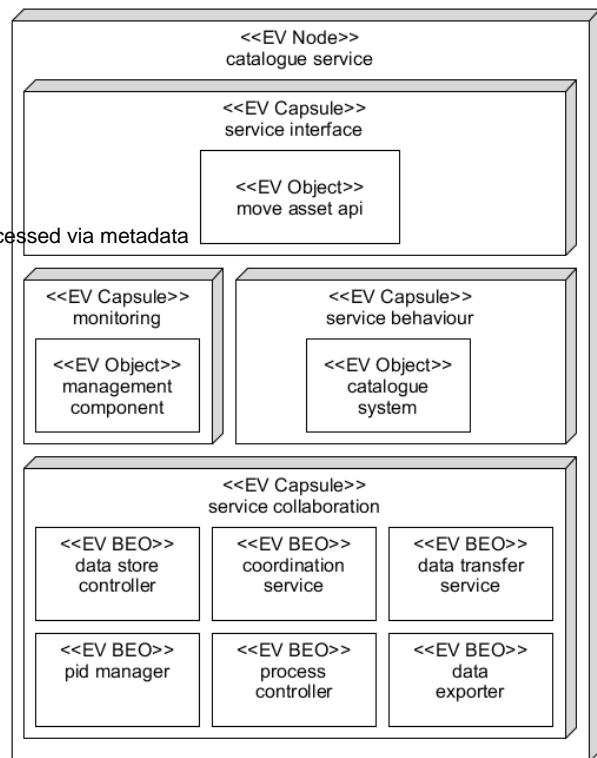 <<EV Node>>
catalogue service
<<EV Capsule>>
service interface
<<EV Object>>
move asset api
cessed via metadata
<<EV Capsule>>
monitoring
<<EV Object>>
management
component
<<EV Capsule>>
service behaviour
<<EV Object>>
catalogue
system
<<EV Capsule>>
service collaboration
<<EV BEO>>
data store
controller
<<EV BEO>>
coordination
service
<<EV BEO>>
data transfer
service
<<EV BEO>>
pid manager
<<EV BEO>>
process
controller
<<EV BEO>>
data
exporter